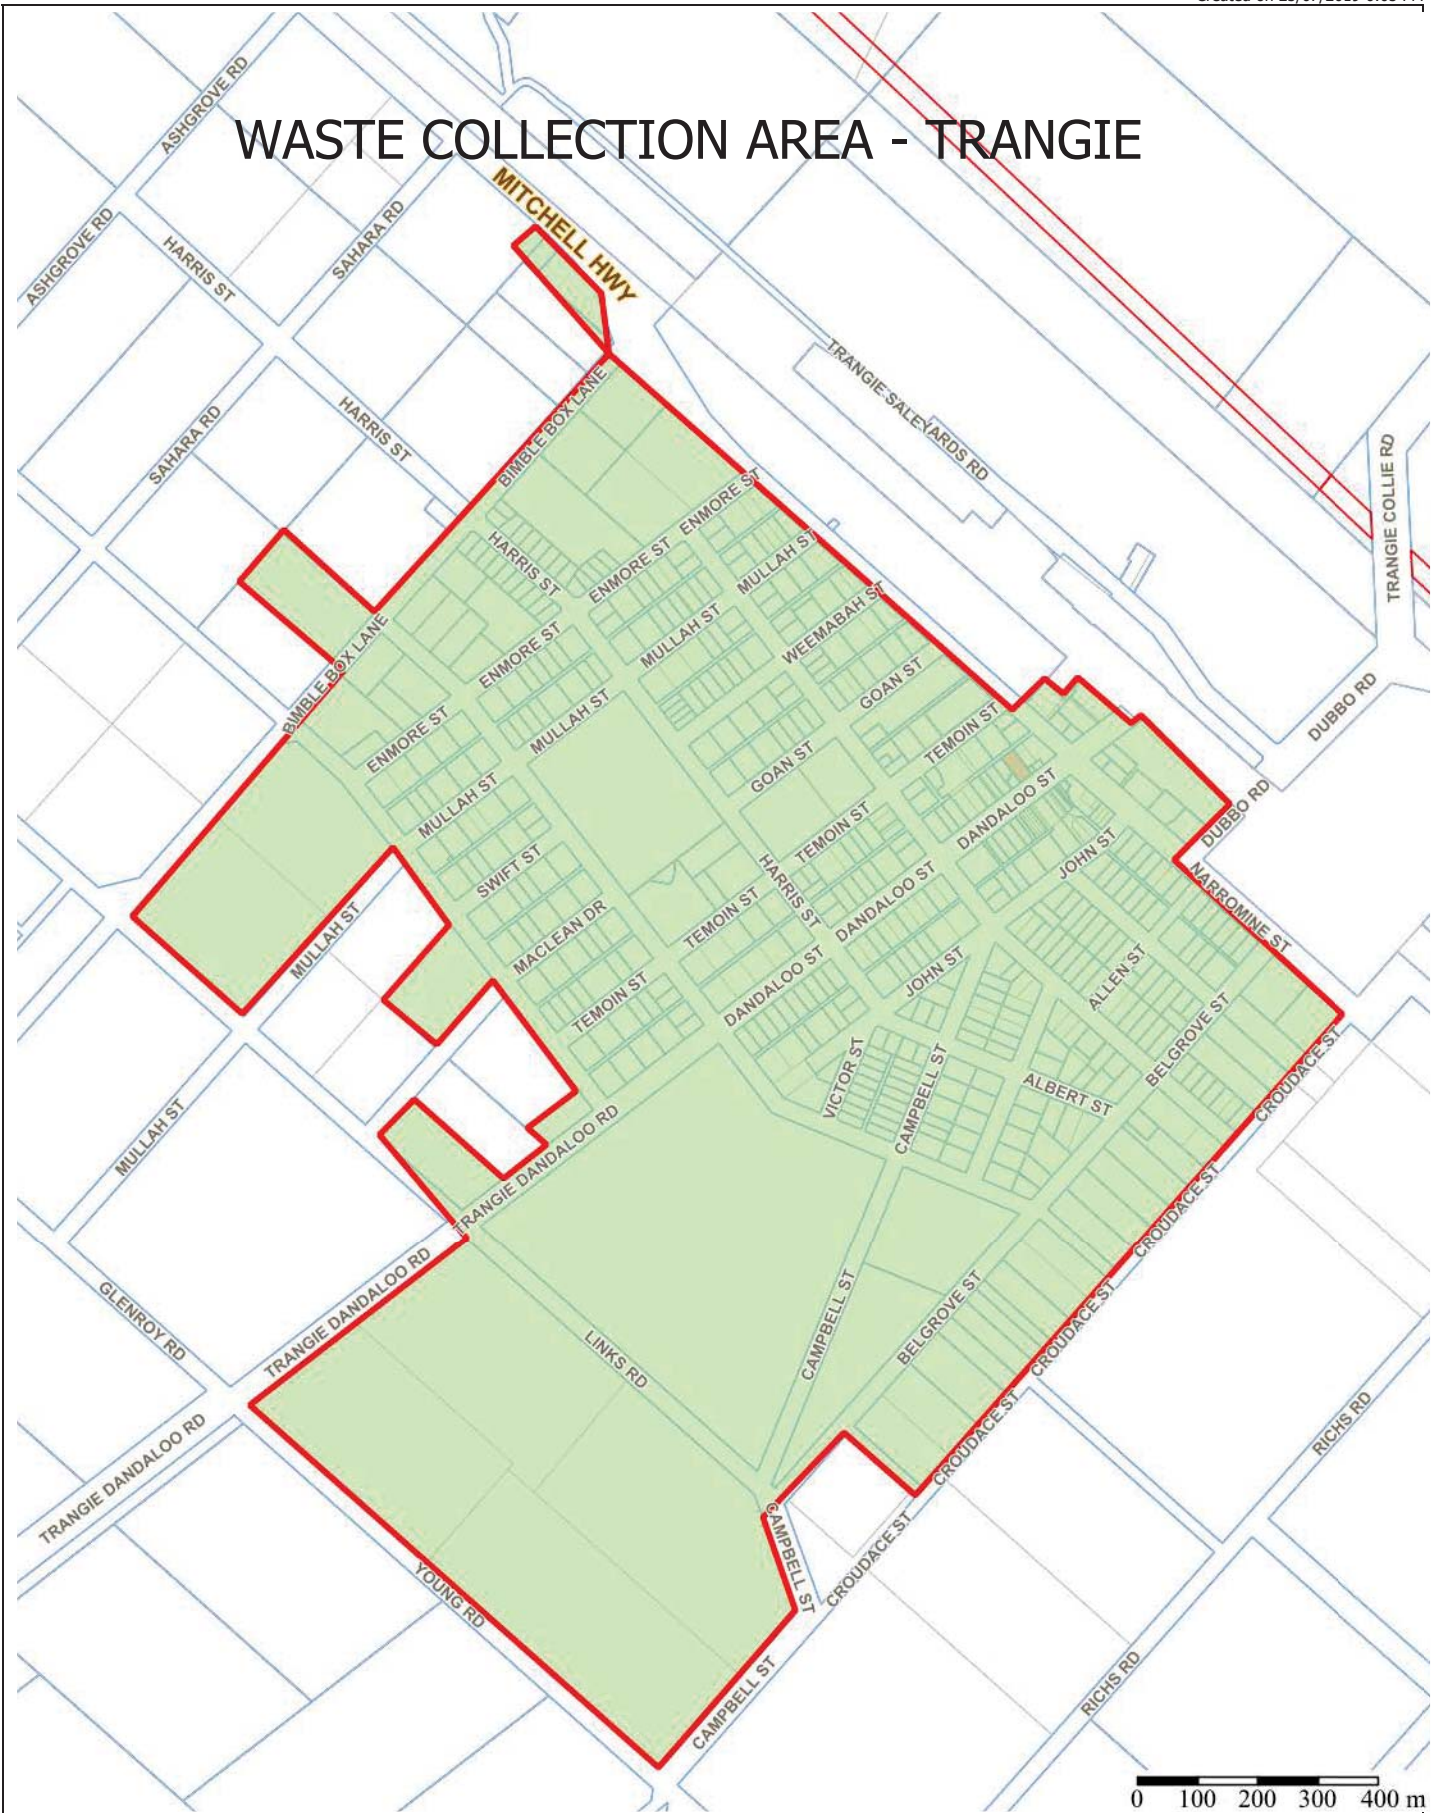 WASTE COLLECTION AREA - TRANGIE
ASHGROVE RD
MITCHELL HWY
ASHGROVE RD
HARRIS ST
SAHARA RD
TRANGIE SALEYARDS RD
BIMBLE BOX LANE
HARRIS ST
SAHARA RD
TRANGIE COLLIE RD
ENMORE ST
HARRIS ST
ENMORE ST
MULLAH ST
WEEMABAH ST
MULLAH ST
ENMORE ST
BIMBLE BOX LANE
GOAN ST
DUBBO RD
MULLAH ST
ENMORE ST
TEMOIN ST
GOAN ST
MULLAH ST
DANDALOO ST
DUBBO RD
TEMOIN ST
JOHN ST
SWIFT ST
HARRIS ST
DANDALOO ST
NARROMINE ST
TEMOIN ST
MACLEAN DR
MULLAH ST
JOHN ST
ALLEN ST
DANDALOO ST
TEMOIN ST
BELGROVE ST
VICTOR ST
CAMPBELL ST
ALBERT ST
CROUDACE ST
MULLAH ST
TRANGIE DANDALOO RD
CROUDACE ST
TRANGIE DANDALOO RD
GLENROY RD
LINKS RD
CAMPBELL ST
BELGROVE ST
CROUDACE ST
RICHS RD
CROUDACE ST
TRANGIE DANDALOO RD
CAMPBELL ST
CROUDACE ST
YOUNG RD
CAMPBELL ST
RICHS RD
0 100 200 300 400 m